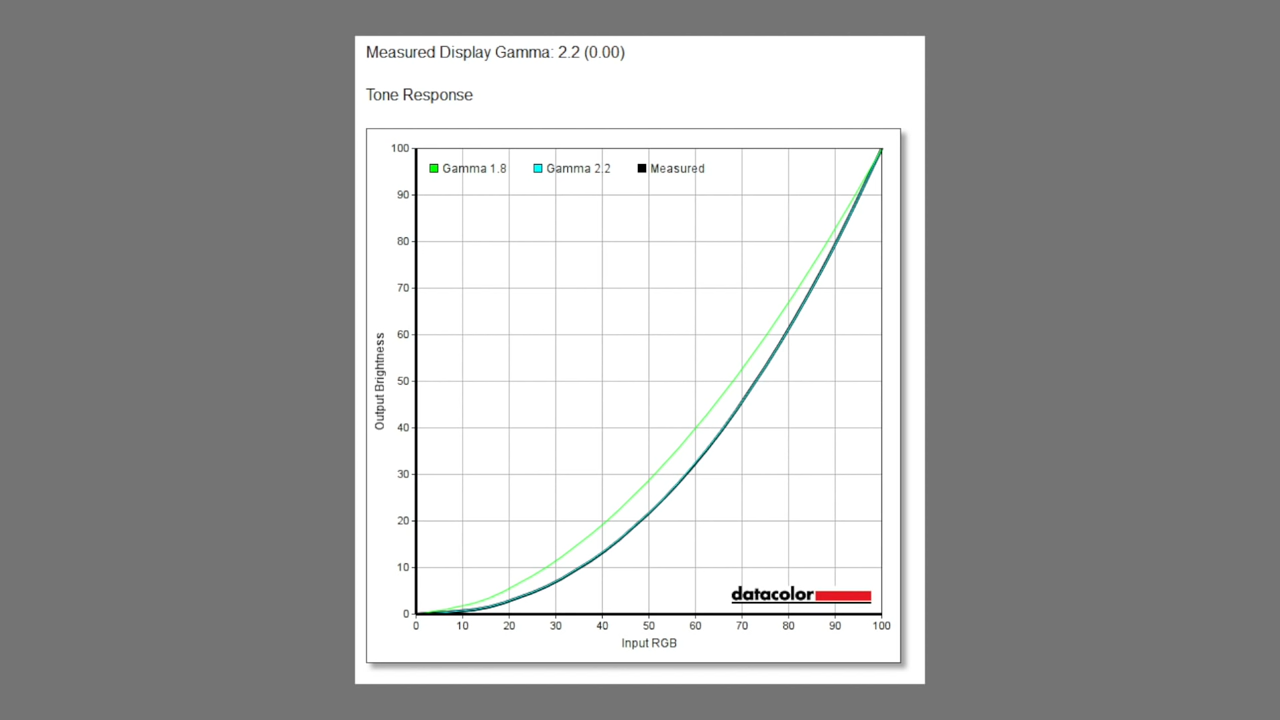 Measured Display Gamma: 2.2 (0.00)
Tone Response
100
Gamma 1.8
Gamma 2.2
Measured
90
80
70
60
50
40
30
20
10
0
Output Brightness
datacolor
0 10 20 30 40 50 60 70 80 90 100
Input RGB